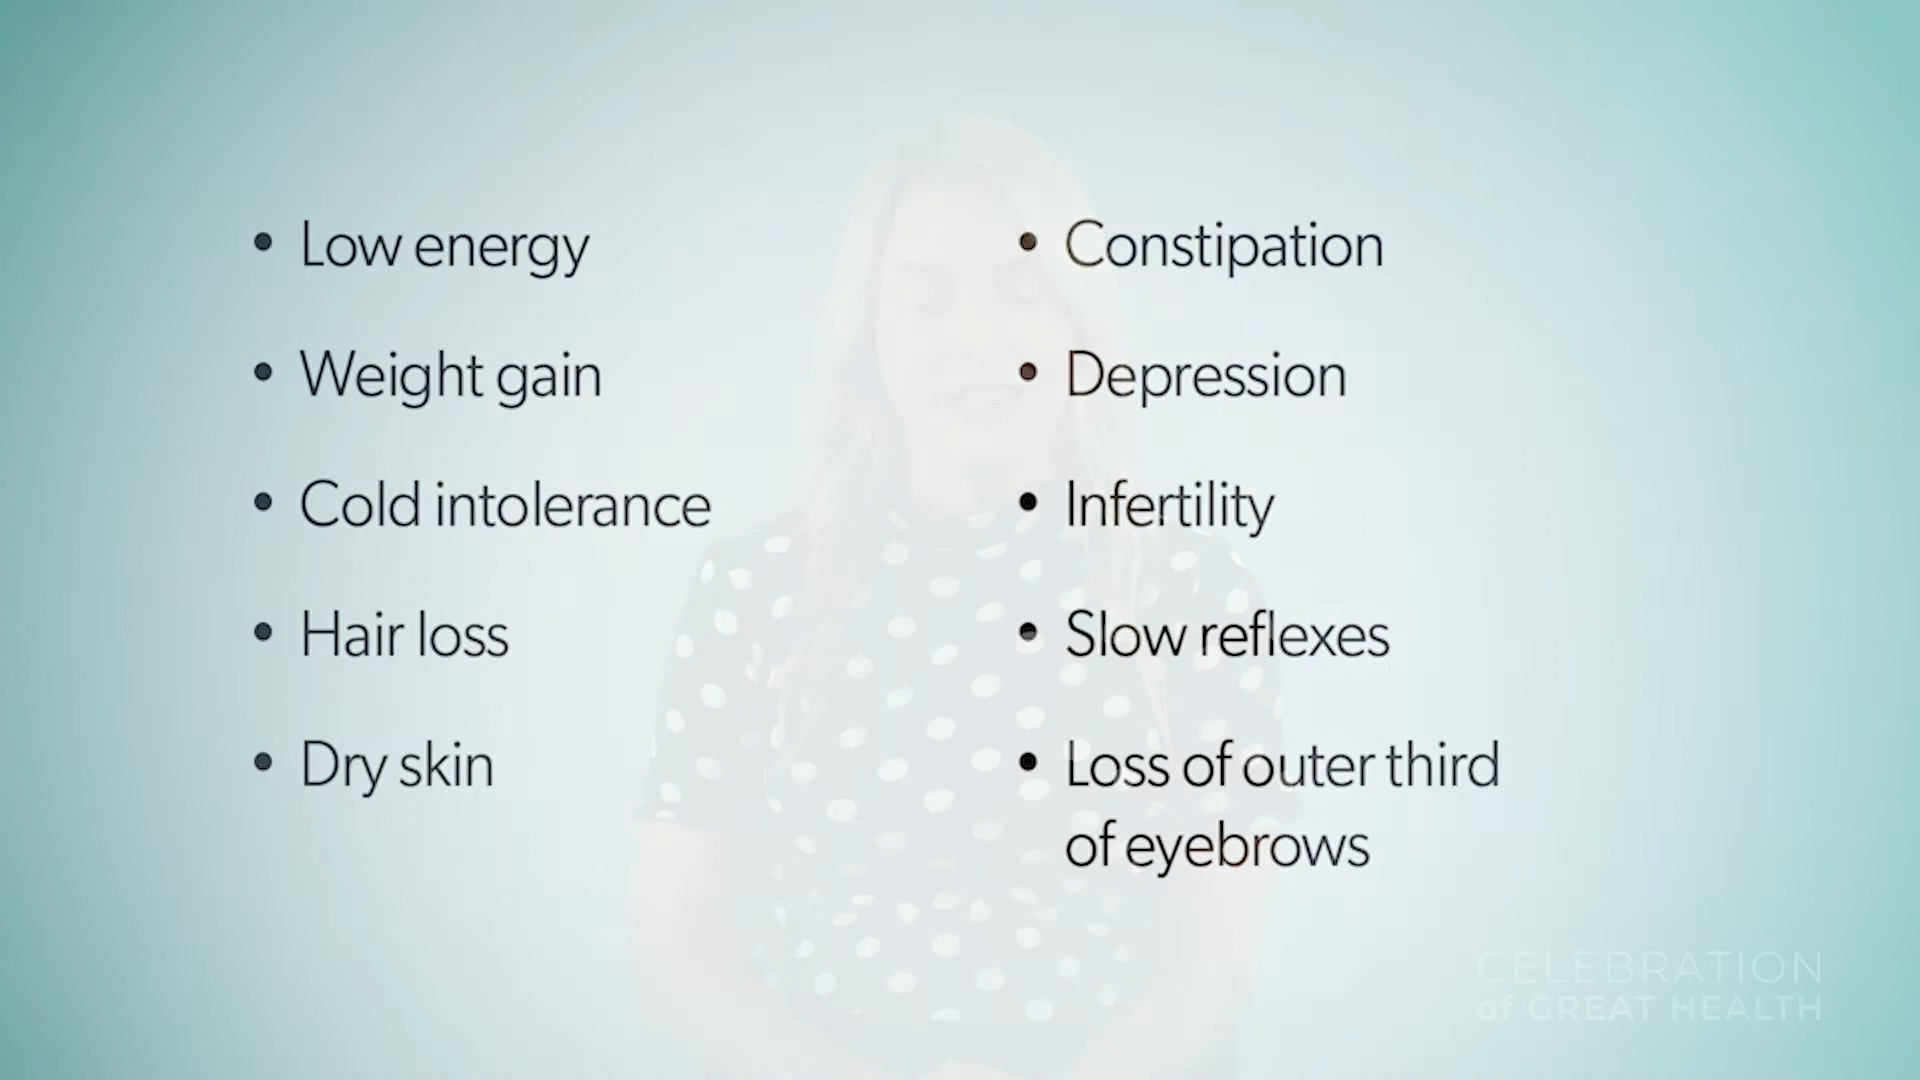 • Low energy
• Weight gain
• Cold intolerance
• Hair loss
• Dry skin
• Constipation
• Depression
• Infertility
• Slow reflexes
• Loss of outer third
of eyebrows
CELEBRATION
of GREAT HEALTH